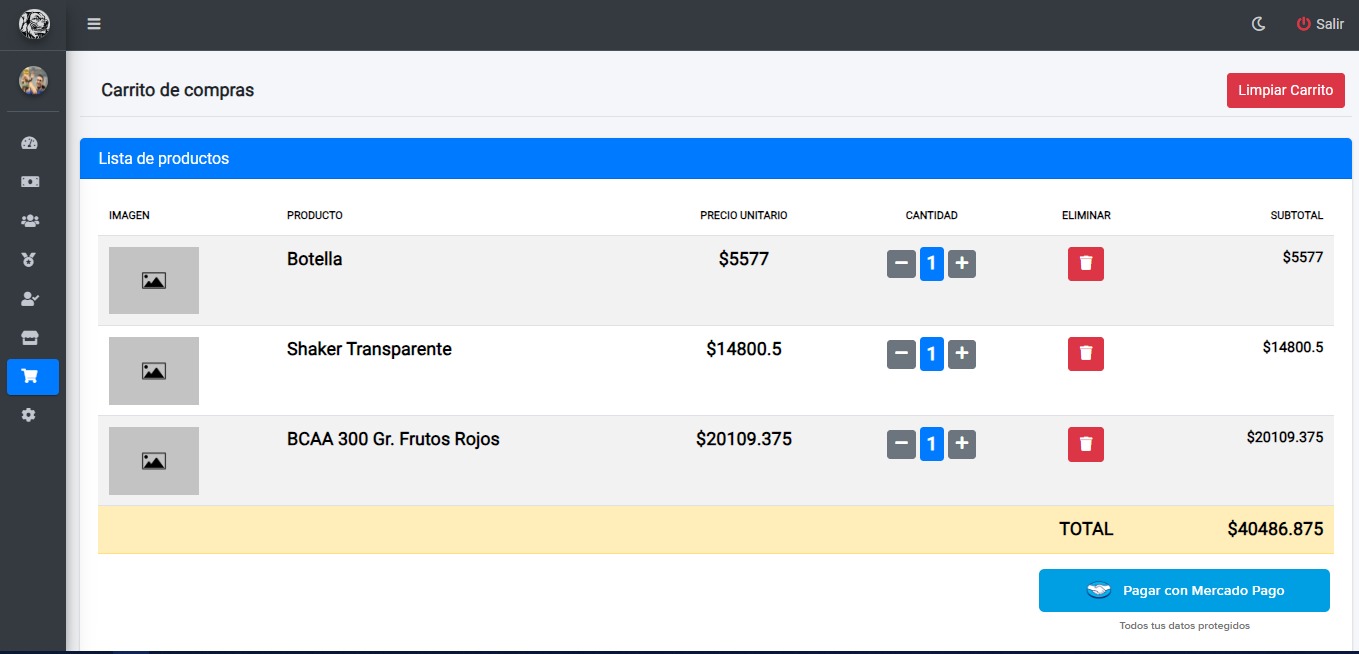 Salir
Carrito de compras
Limpiar Carrito
Lista de productos
IMAGEN PRODUCTO PRECIO UNITARIO CANTIDAD ELIMINAR SUBTOTAL
Botella $5577 1 $5577
Shaker Transparente $14800.5 1 $14800.5
BCAA 300 Gr. Frutos Rojos $20109.375 1 $20109.375
TOTAL $40486.875
Pagar con Mercado Pago
Todos tus datos protegidos